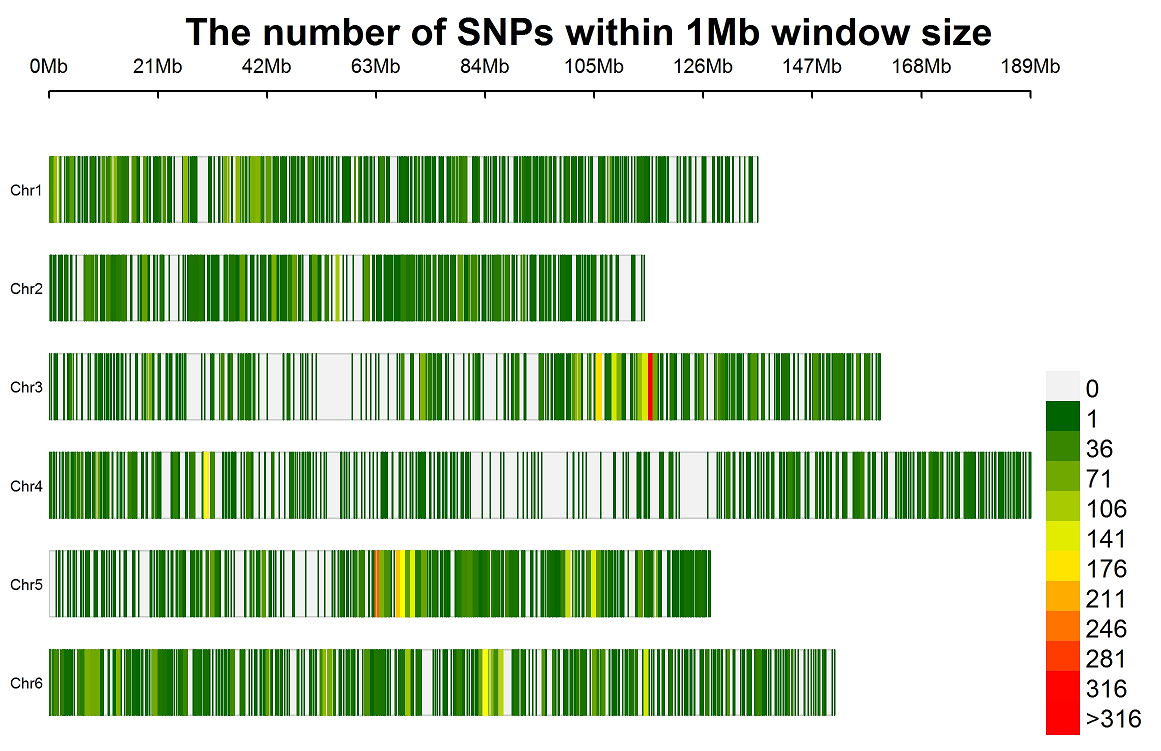 The number of SNPs within 1Mb window size
0Mb 21Mb 42Mb 63Mb 84Mb 105Mb 126Mb 147Mb 168Mb 189Mb
Chr1
Chr2
Chr3
Chr4
Chr5
Chr6
0
1
36
71
106
141
176
211
246
281
316
>316